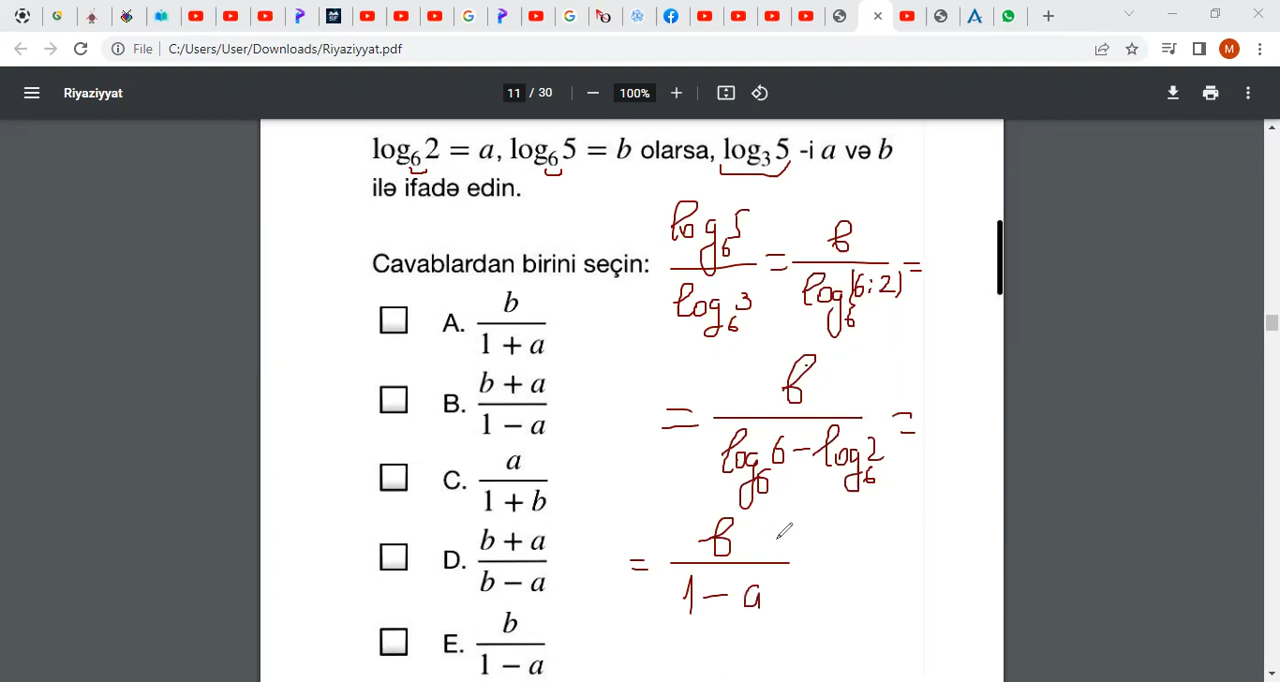 File C:/Users/User/Downloads/Riyaziyyat.pdf
M
Riyaziyyat 11 / 30 100%
log₆2 = a, log₆5 = b olarsa, log₃5 -i a və b
ilə ifadə edin.
Cavablardan birini seçin:
A. b / (1 + a)
B. (b + a) / (1 − a)
C. a / (1 + b)
D. (b + a) / (b − a)
E. b / (1 − a)
log₆5 / log₆3 = b / log₆(6:2) =
= b / (log₆6 − log₆2) =
= b / (1 − a)